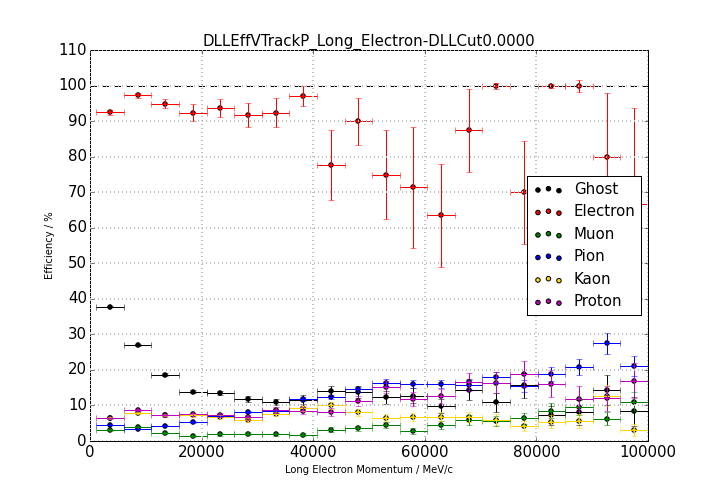 DLLEffVTrackP_Long_Electron-DLLCut0.0000
110
100
90
80
70
60
50
40
30
20
10
0
Efficiency / %
Ghost
Electron
Muon
Pion
Kaon
Proton
0 20000 40000 60000 80000 100000
Long Electron Momentum / MeV/c